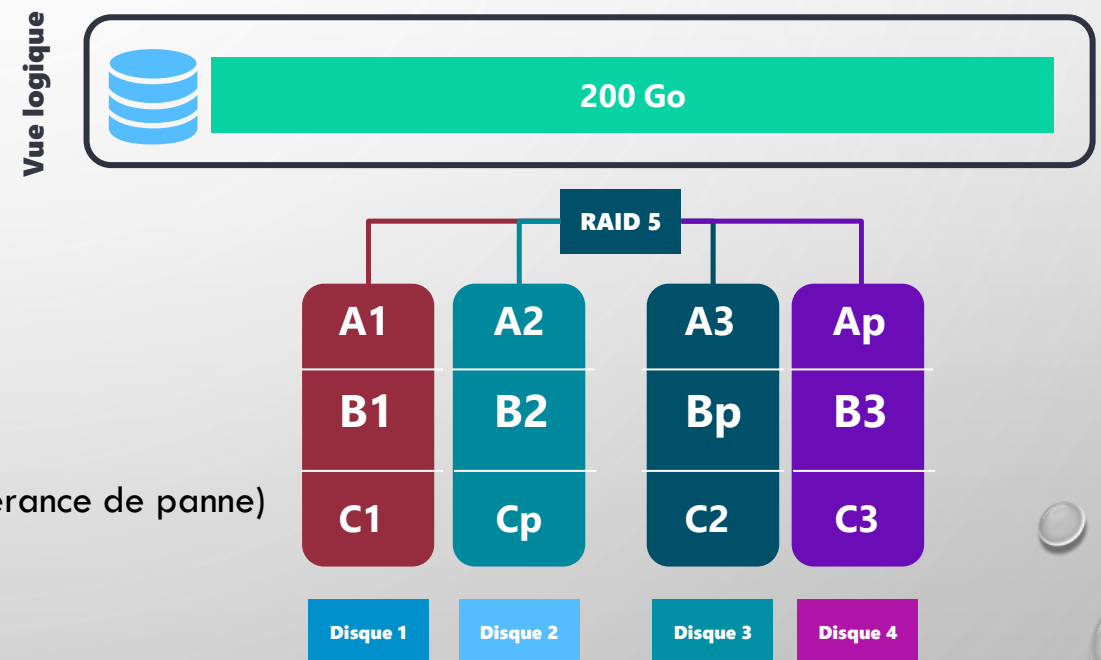 Vue logique
200 Go
RAID 5
A1 A2 A3 Ap
B1 B2 Bp B3
érance de panne)
C1 Cp C2 C3
Disque 1 Disque 2 Disque 3 Disque 4